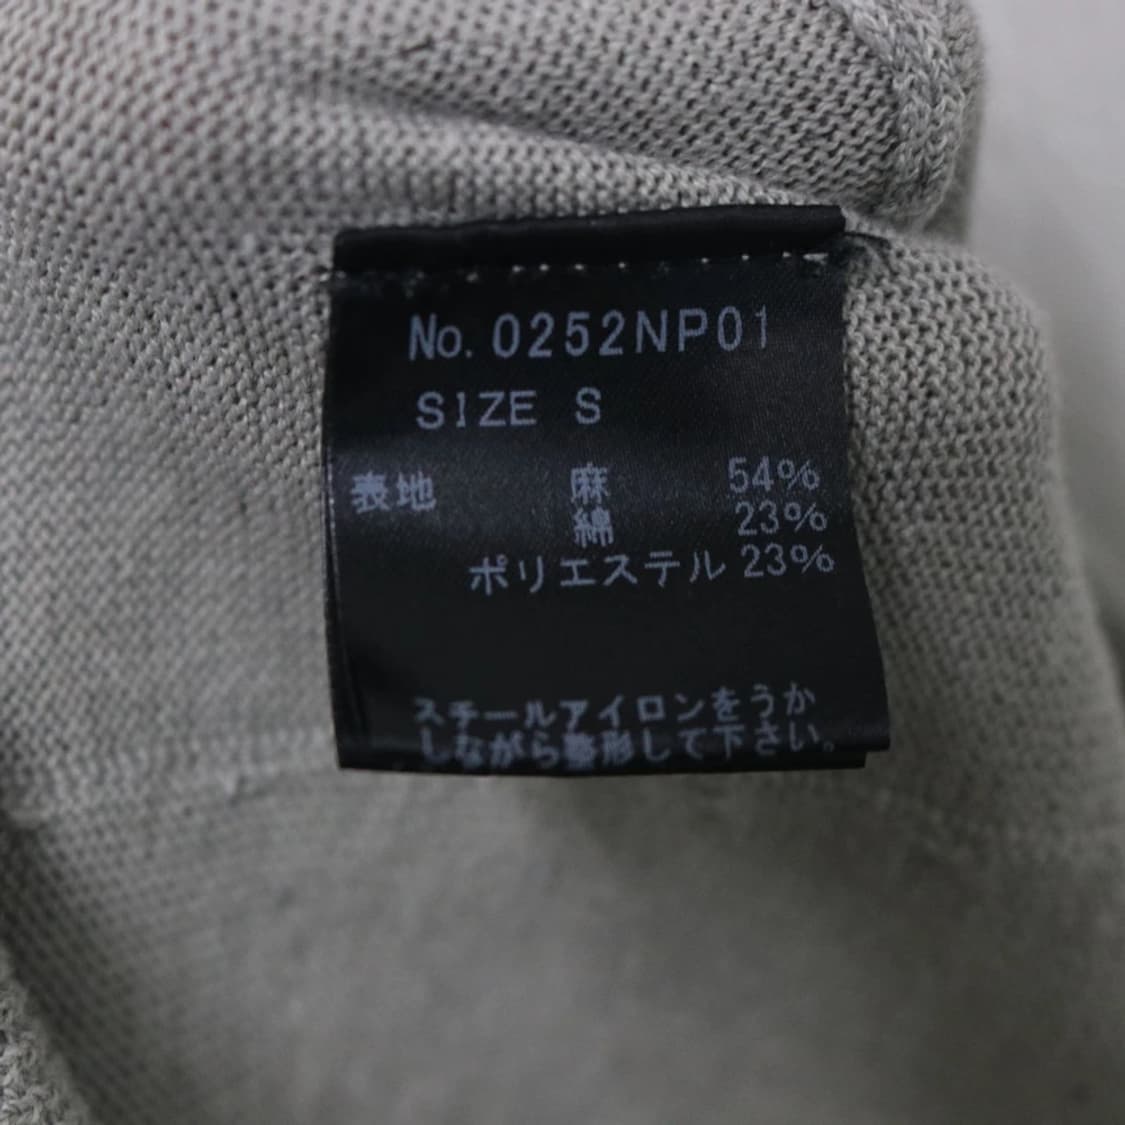 No.0252NP01
SIZE S
表地 麻 54%
綿 23%
ポリエステル 23%
スチールアイロンをうか
しながら整形して下さい。